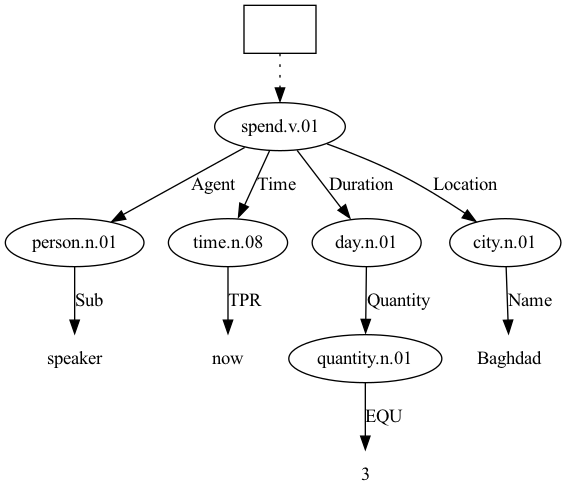 spend.v.01
Agent Time Duration Location
person.n.01 time.n.08 day.n.01 city.n.01
Sub TPR Quantity Name
speaker now quantity.n.01 Baghdad
EQU
3